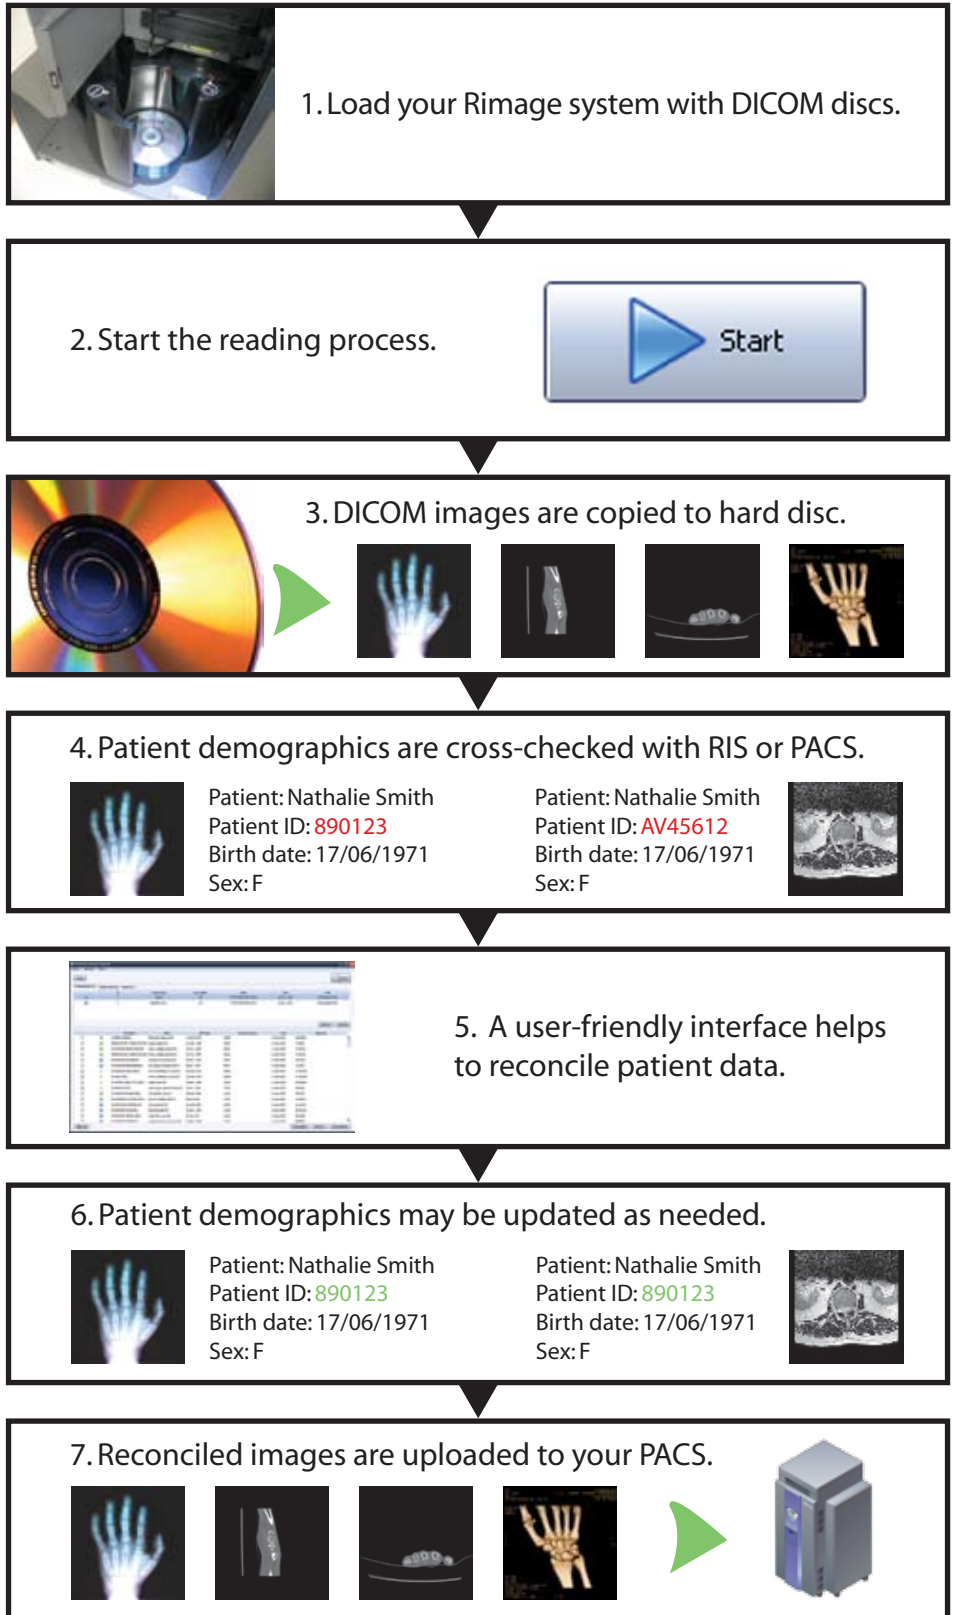 1. Load your Rimage system with DICOM discs.
2. Start the reading process.
Start
3. DICOM images are copied to hard disc.
4. Patient demographics are cross-checked with RIS or PACS.
Patient: Nathalie Smith
Patient ID: 890123
Birth date: 17/06/1971
Sex: F
Patient: Nathalie Smith
Patient ID: AV45612
Birth date: 17/06/1971
Sex: F
5. A user-friendly interface helps
to reconcile patient data.
6. Patient demographics may be updated as needed.
Patient: Nathalie Smith
Patient ID: 890123
Birth date: 17/06/1971
Sex: F
Patient: Nathalie Smith
Patient ID: 890123
Birth date: 17/06/1971
Sex: F
7. Reconciled images are uploaded to your PACS.